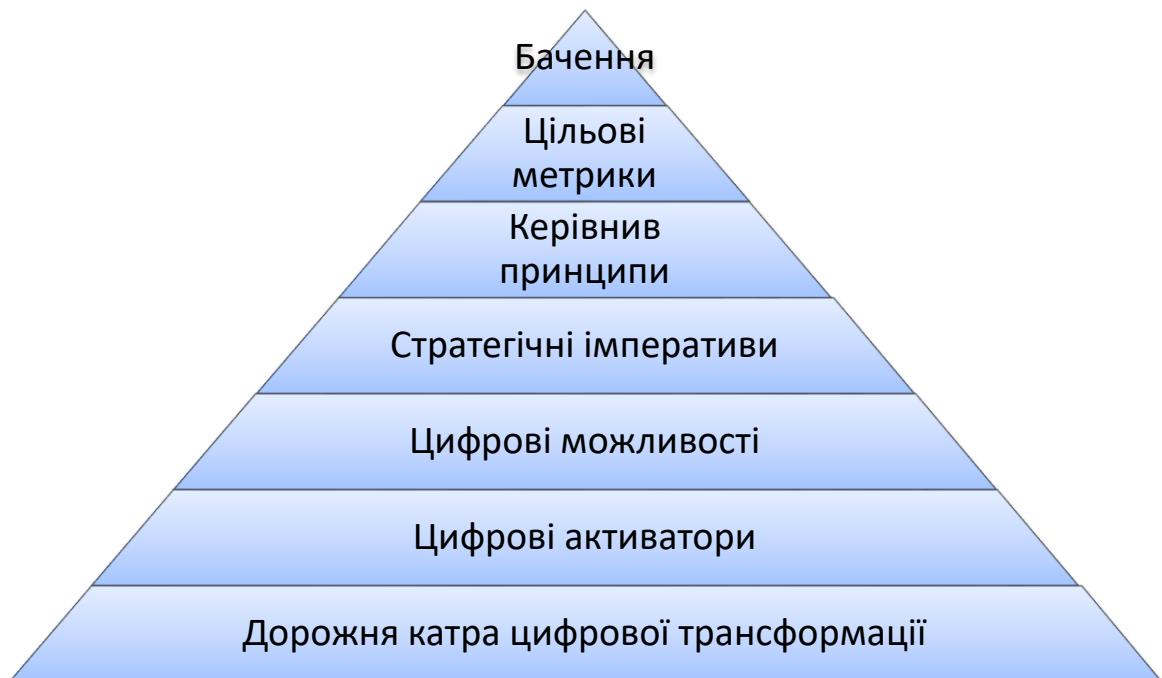 Бачення
Цільові
метрики
Керівнив
принципи
Стратегічні імперативи
Цифрові можливості
Цифрові активатори
Дорожня катра цифрової трансформації